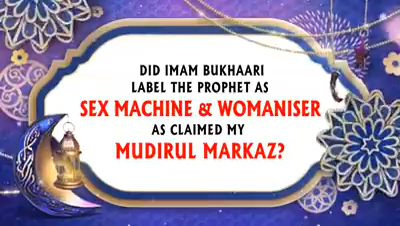 DID IMAM BUKHAARI
LABEL THE PROPHET AS
SEX MACHINE & WOMANISER
AS CLAIMED MY
MUDIRUL MARKAZ?